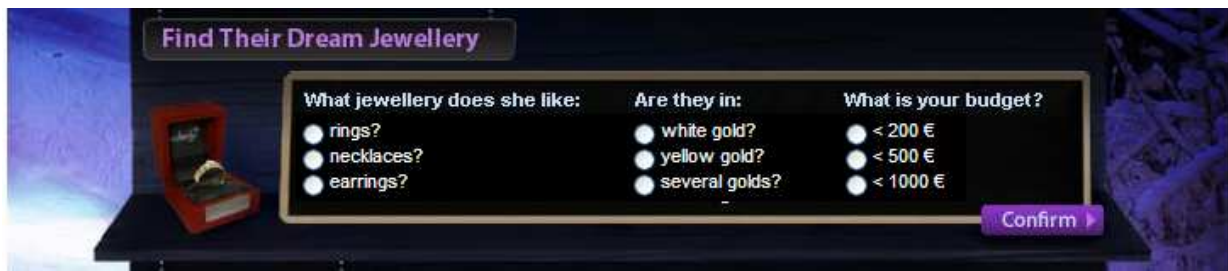 Find Their Dream Jewellery
What jewellery does she like:
rings?
necklaces?
earrings?
Are they in:
white gold?
yellow gold?
several golds?
What is your budget?
< 200 €
< 500 €
< 1000 €
Confirm